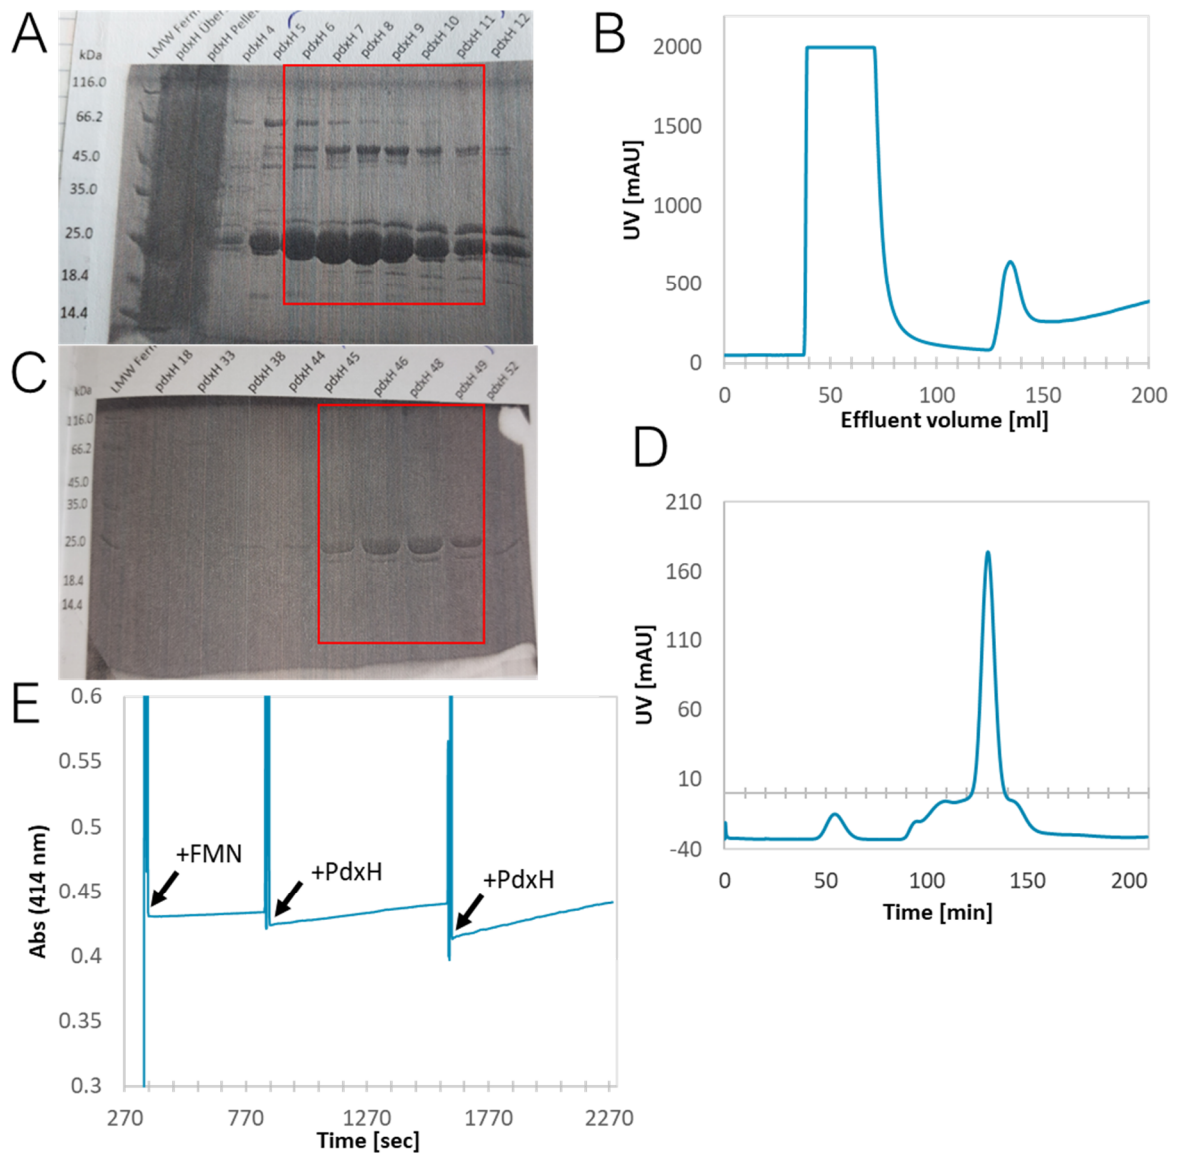 A
LMW Ferm
pdxH Über
pdxH Pelle
pdxH 4
pdxH 5
pdxH 6
pdxH 7
pdxH 8
pdxH 9
pdxH 10
pdxH 11
pdxH 12
kDa
116.0
66.2
45.0
35.0
25.0
18.4
14.4
B
2000
1500
1000
500
0
UV [mAU]
0 50 100 150 200
Effluent volume [ml]
C
LMW Ferm
pdxH 18
pdxH 33
pdxH 38
pdxH 44
pdxH 45
pdxH 46
pdxH 48
pdxH 49
pdxH 52
kDa
116.0
66.2
45.0
35.0
25.0
18.4
14.4
D
210
160
110
60
10
-40
UV [mAU]
0 50 100 150 200
Time [min]
E
0.6
0.55
0.5
0.45
0.4
0.35
0.3
Abs (414 nm)
+FMN
+PdxH
+PdxH
270 770 1270 1770 2270
Time [sec]